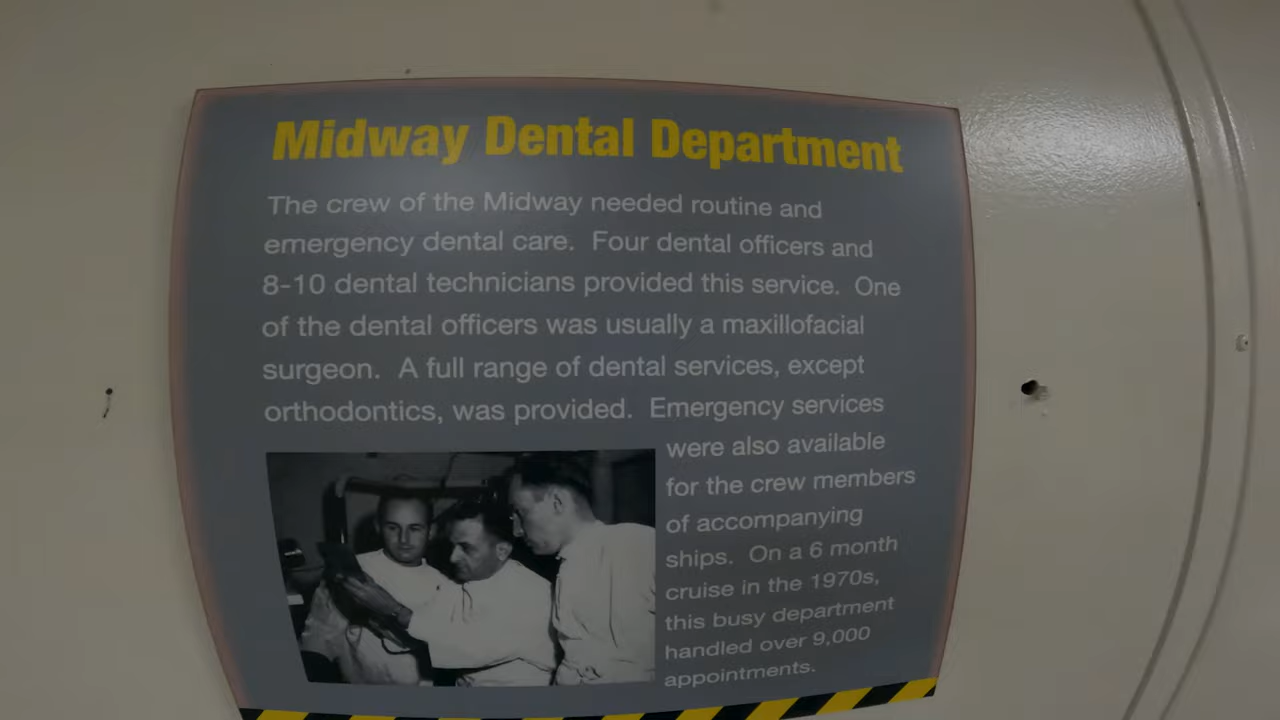 Midway Dental Department
The crew of the Midway needed routine and
emergency dental care. Four dental officers and
8-10 dental technicians provided this service. One
of the dental officers was usually a maxillofacial
surgeon. A full range of dental services, except
orthodontics, was provided. Emergency services
were also available
for the crew members
of accompanying
ships. On a 6 month
cruise in the 1970s,
this busy department
handled over 9,000
appointments.